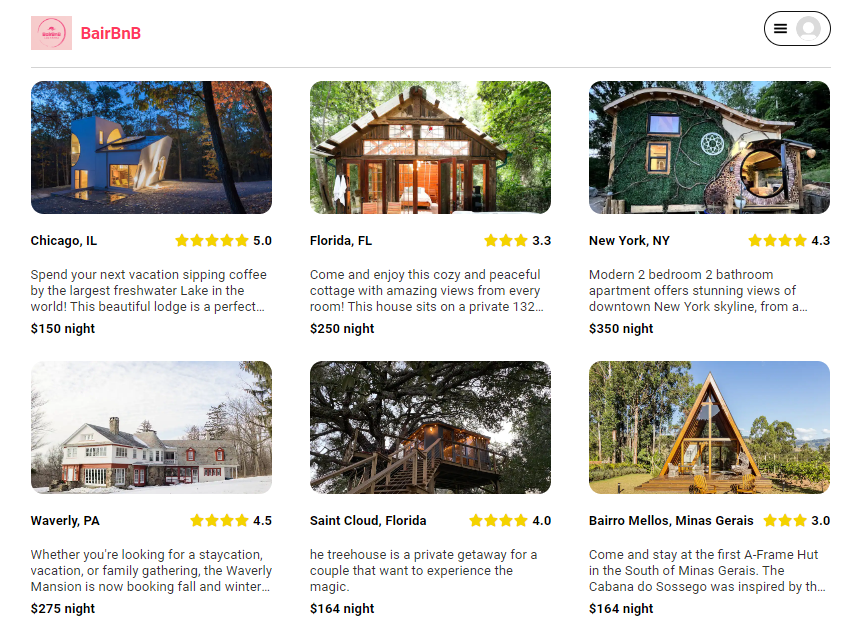 BairBnB
BairBnB
Chicago, IL 5.0
Spend your next vacation sipping coffee
by the largest freshwater Lake in the
world! This beautiful lodge is a perfect…
$150 night
Florida, FL 3.3
Come and enjoy this cozy and peaceful
cottage with amazing views from every
room! This house sits on a private 132…
$250 night
New York, NY 4.3
Modern 2 bedroom 2 bathroom
apartment offers stunning views of
downtown New York skyline, from a…
$350 night
Waverly, PA 4.5
Whether you're looking for a staycation,
vacation, or family gathering, the Waverly
Mansion is now booking fall and winter…
$275 night
Saint Cloud, Florida 4.0
he treehouse is a private getaway for a
couple that want to experience the
magic.
$164 night
Bairro Mellos, Minas Gerais 3.0
Come and stay at the first A-Frame Hut
in the South of Minas Gerais. The
Cabana do Sossego was inspired by th…
$164 night